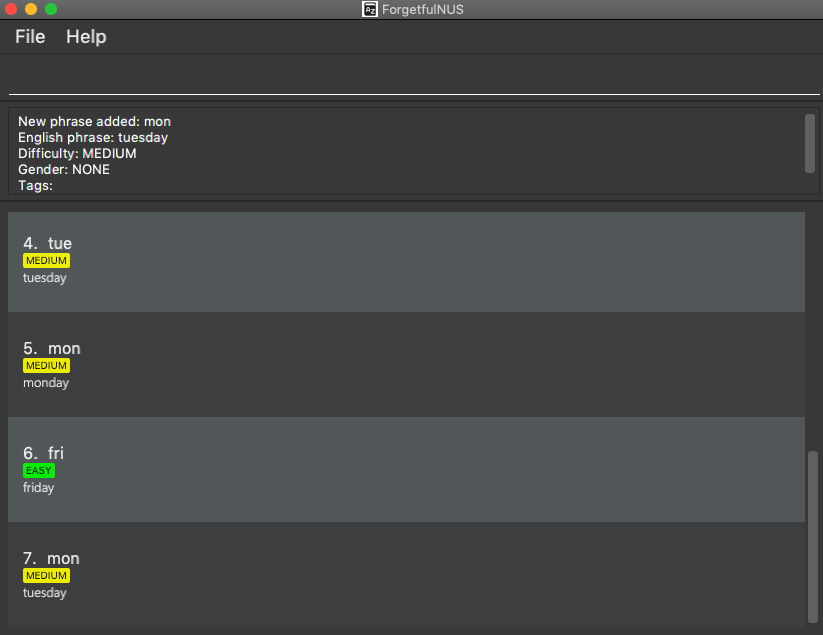 ForgetfulNUS
File Help
New phrase added: mon
English phrase: tuesday
Difficulty: MEDIUM
Gender: NONE
Tags:
4. tue
MEDIUM
tuesday
5. mon
MEDIUM
monday
6. fri
EASY
friday
7. mon
MEDIUM
tuesday